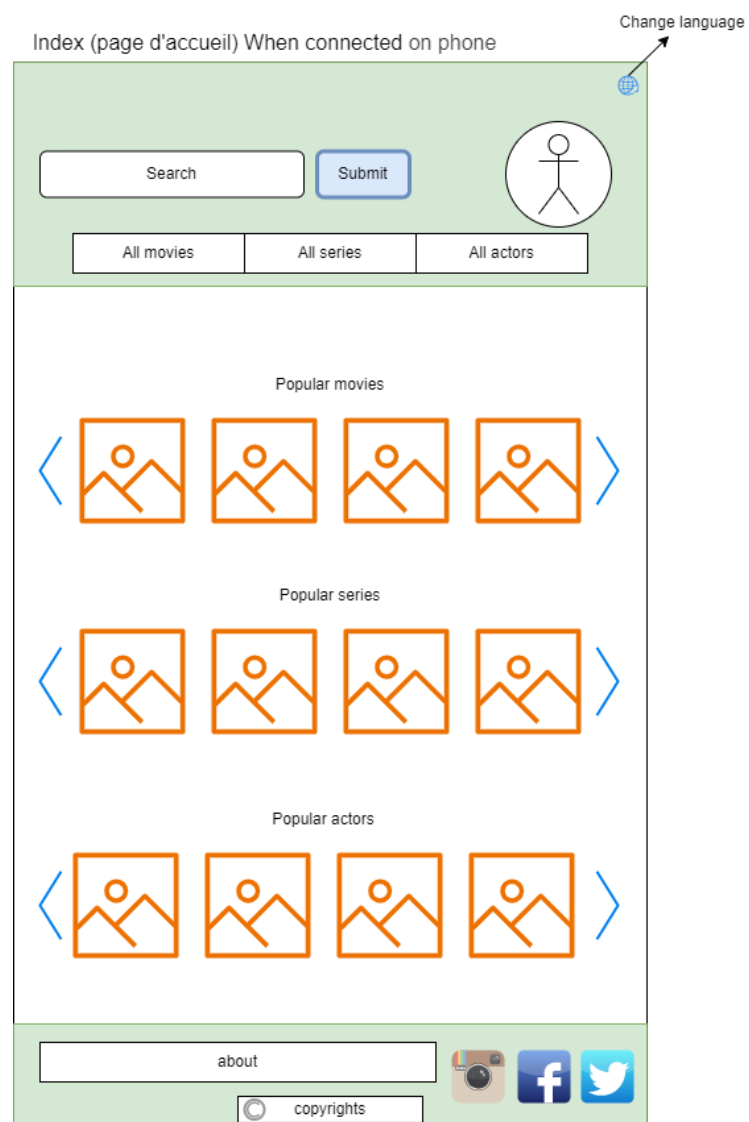 Change language
Index (page d'accueil) When connected on phone
Search
Submit
All movies
All series
All actors
Popular movies
Popular series
Popular actors
about
© copyrights